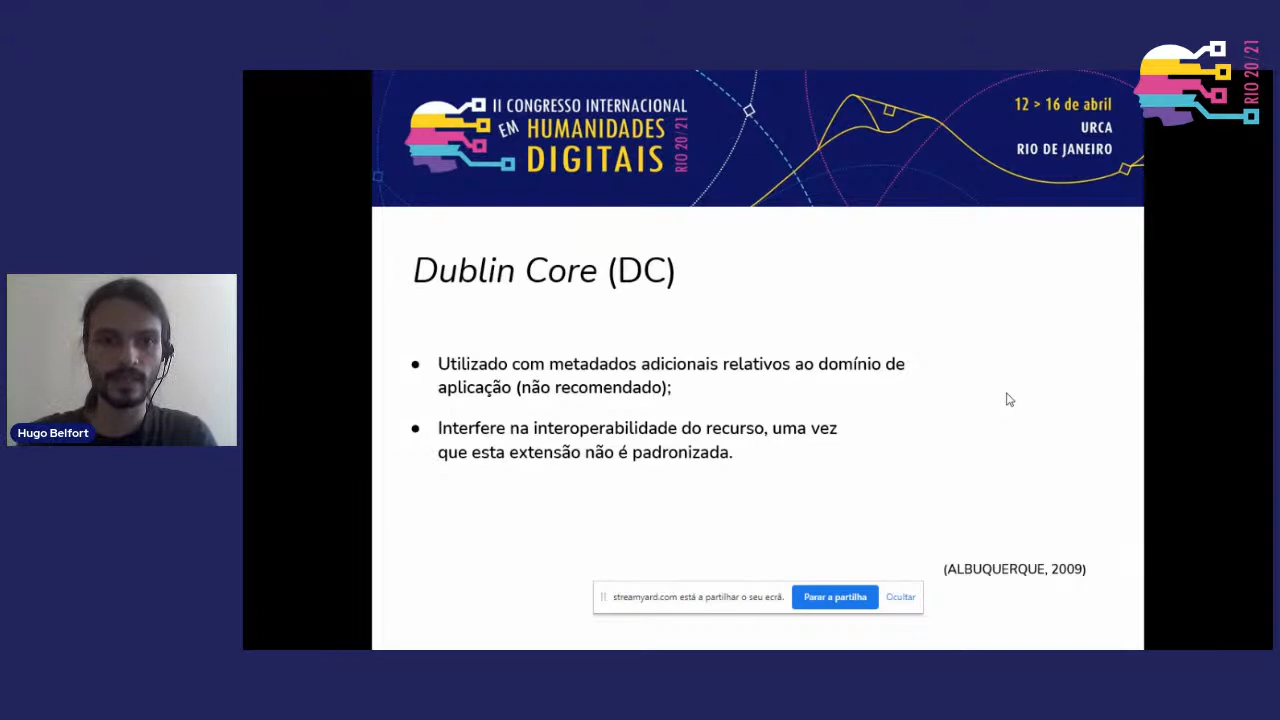 II CONGRESSO INTERNACIONAL
EM HUMANIDADES
DIGITAIS
RIO 20/21
12 > 16 de abril
URCA
RIO DE JANEIRO
RIO 20/21
Dublin Core (DC)
● Utilizado com metadados adicionais relativos ao domínio de
aplicação (não recomendado);
● Interfere na interoperabilidade do recurso, uma vez
que esta extensão não é padronizada.
Hugo Belfort
(ALBUQUERQUE, 2009)
streamyard.com está a partilhar o seu ecrã. Parar a partilha Ocultar